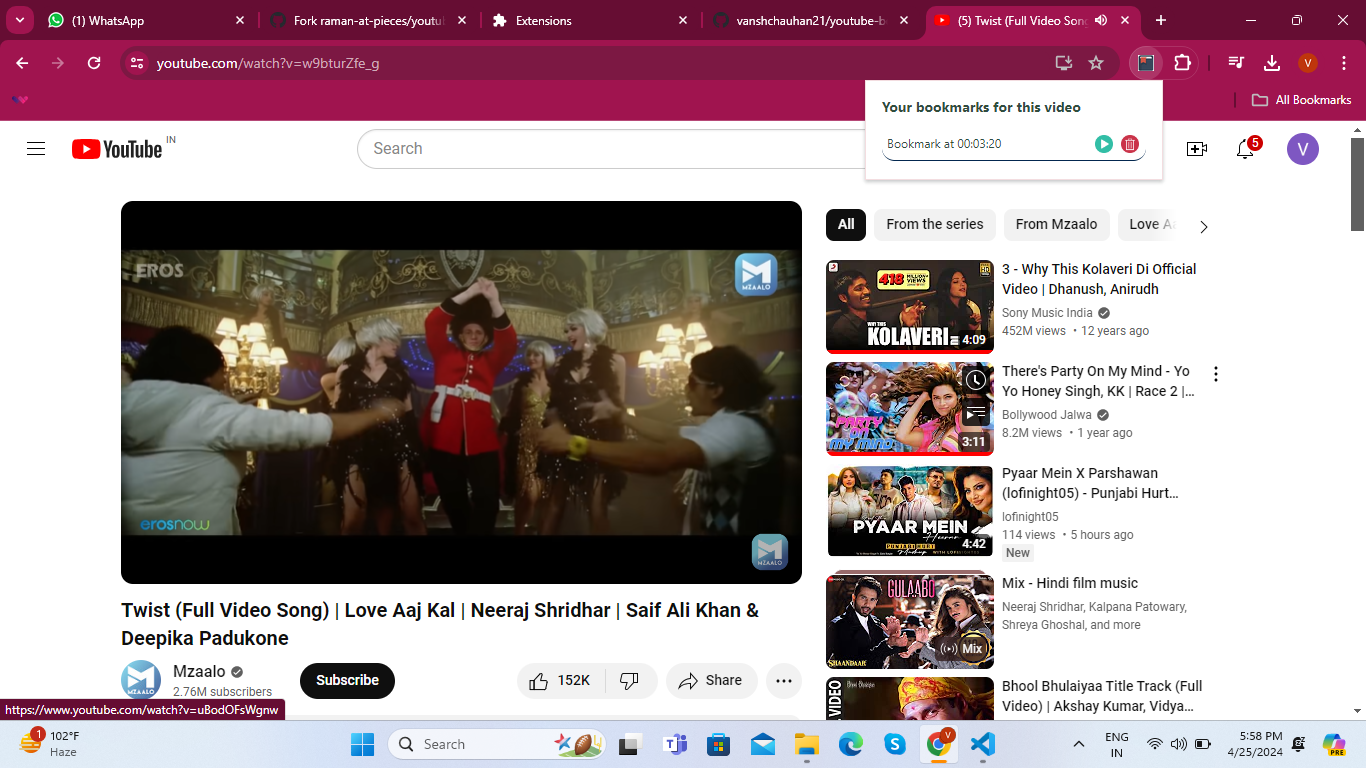 (1) WhatsApp
Fork raman-at-pieces/youtu
Extensions
vanshchauhan21/youtube-b
(5) Twist (Full Video Song
youtube.com/watch?v=w9bturZfe_g
V
All Bookmarks
Your bookmarks for this video
Bookmark at 00:03:20
YouTube IN
Search
5
V
EROS
MZAALO
erosnow
MZAALO
All
From the series
From Mzaalo
Love Aa
418 MILLION+ VIEWS
WHY THIS
KOLAVERI
4:09
3 - Why This Kolaveri Di Official
Video | Dhanush, Anirudh
Sony Music India
452M views • 12 years ago
PARTY
ON
MY MIND
3:11
There's Party On My Mind - Yo
Yo Honey Singh, KK | Race 2 |...
Bollywood Jalwa
8.2M views • 1 year ago
PYAAR MEIN
PUNJABI HURT
4:42
Pyaar Mein X Parshawan
(lofinight05) - Punjabi Hurt...
lofinight05
114 views • 5 hours ago
New
GULAABO
SHAANDAAR
Mix
Mix - Hindi film music
Neeraj Shridhar, Kalpana Patowary,
Shreya Ghoshal, and more
VIDEO
Bhool Bhulaiyaa Title Track (Full
Video) | Akshay Kumar, Vidya...
Twist (Full Video Song) | Love Aaj Kal | Neeraj Shridhar | Saif Ali Khan &
Deepika Padukone
Mzaalo
2.76M subscribers
Subscribe
152K
Share
https://www.youtube.com/watch?v=uBodOFsWgnw
1
102°F
Haze
Search
V
PRE
ENG
IN
5:58 PM
4/25/2024